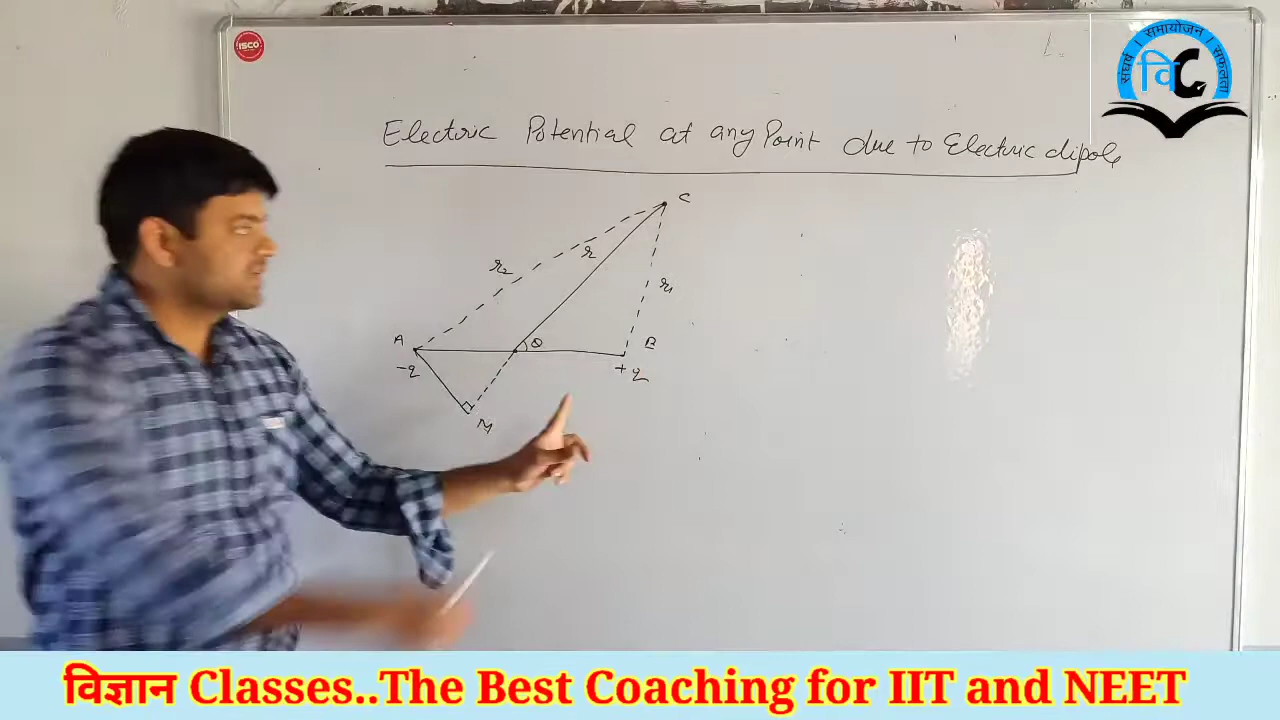 ISCO
संघर्ष । समायोजन । सफलता
वि C
Electric Potential at any Point due to Electric dipole
C
r₂
r
r₁
A
θ
B
-q
+q
M
विज्ञान Classes..The Best Coaching for IIT and NEET